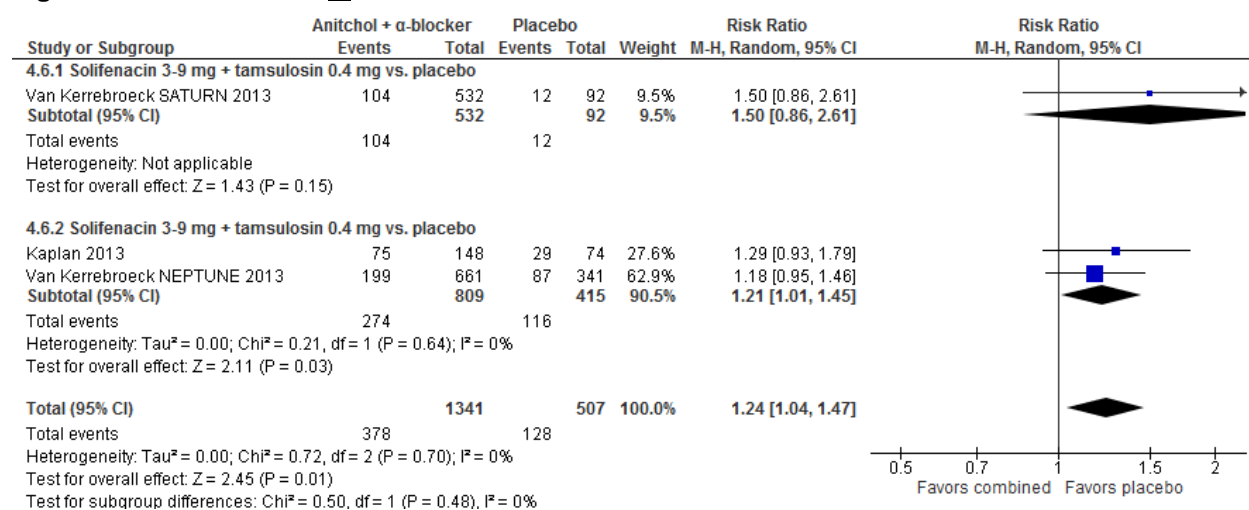 Anitchol + α-blocker Placebo Risk Ratio Risk Ratio
Study or Subgroup Events Total Events Total Weight M-H, Random, 95% CI M-H, Random, 95% CI
4.6.1 Solifenacin 3-9 mg + tamsulosin 0.4 mg vs. placebo
Van Kerrebroeck SATURN 2013 104 532 12 92 9.5% 1.50 [0.86, 2.61]
Subtotal (95% CI) 532 92 9.5% 1.50 [0.86, 2.61]
Total events 104 12
Heterogeneity: Not applicable
Test for overall effect: Z = 1.43 (P = 0.15)
4.6.2 Solifenacin 3-9 mg + tamsulosin 0.4 mg vs. placebo
Kaplan 2013 75 148 29 74 27.6% 1.29 [0.93, 1.79]
Van Kerrebroeck NEPTUNE 2013 199 661 87 341 62.9% 1.18 [0.95, 1.46]
Subtotal (95% CI) 809 415 90.5% 1.21 [1.01, 1.45]
Total events 274 116
Heterogeneity: Tau² = 0.00; Chi² = 0.21, df = 1 (P = 0.64); I² = 0%
Test for overall effect: Z = 2.11 (P = 0.03)
Total (95% CI) 1341 507 100.0% 1.24 [1.04, 1.47]
Total events 378 128
Heterogeneity: Tau² = 0.00; Chi² = 0.72, df = 2 (P = 0.70); I² = 0%
Test for overall effect: Z = 2.45 (P = 0.01)
Test for subgroup differences: Chi² = 0.50, df = 1 (P = 0.48), I² = 0%
0.5 0.7 1 1.5 2
Favors combined Favors placebo